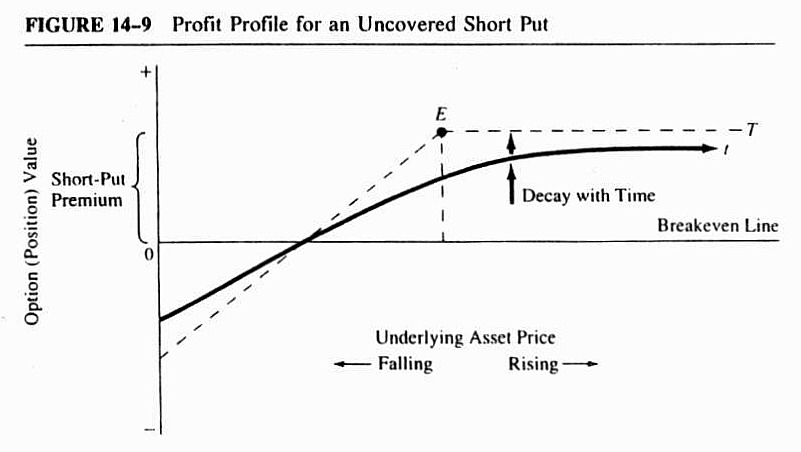 FIGURE 14–9 Profit Profile for an Uncovered Short Put
+
E
T
t
Short-Put
Premium
Decay with Time
Breakeven Line
0
Option (Position) Value
Underlying Asset Price
Falling
Rising
−